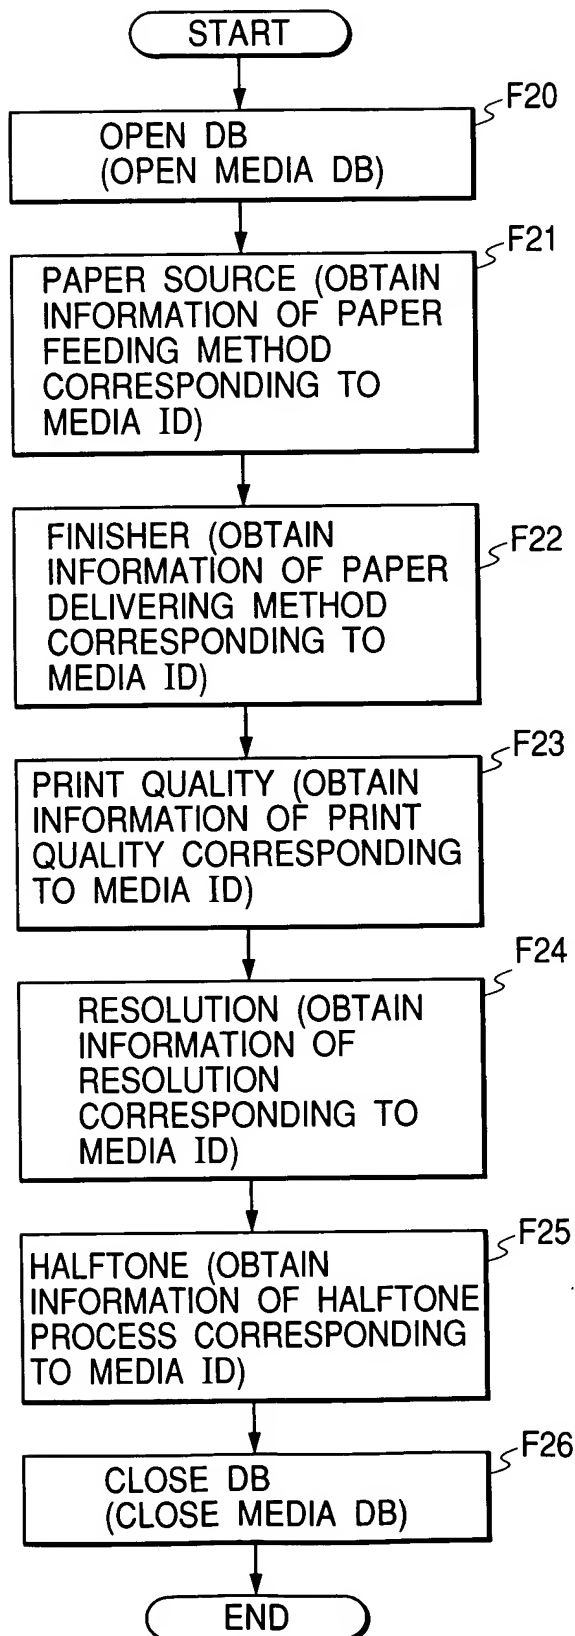 START
F20
OPEN DB
(OPEN MEDIA DB)
F21
PAPER SOURCE (OBTAIN
INFORMATION OF PAPER
FEEDING METHOD
CORRESPONDING TO
MEDIA ID)
F22
FINISHER (OBTAIN
INFORMATION OF PAPER
DELIVERING METHOD
CORRESPONDING TO
MEDIA ID)
F23
PRINT QUALITY (OBTAIN
INFORMATION OF PRINT
QUALITY CORRESPONDING
TO MEDIA ID)
F24
RESOLUTION (OBTAIN
INFORMATION OF
RESOLUTION
CORRESPONDING TO
MEDIA ID)
F25
HALFTONE (OBTAIN
INFORMATION OF HALFTONE
PROCESS CORRESPONDING
TO MEDIA ID)
F26
CLOSE DB
(CLOSE MEDIA DB)
END